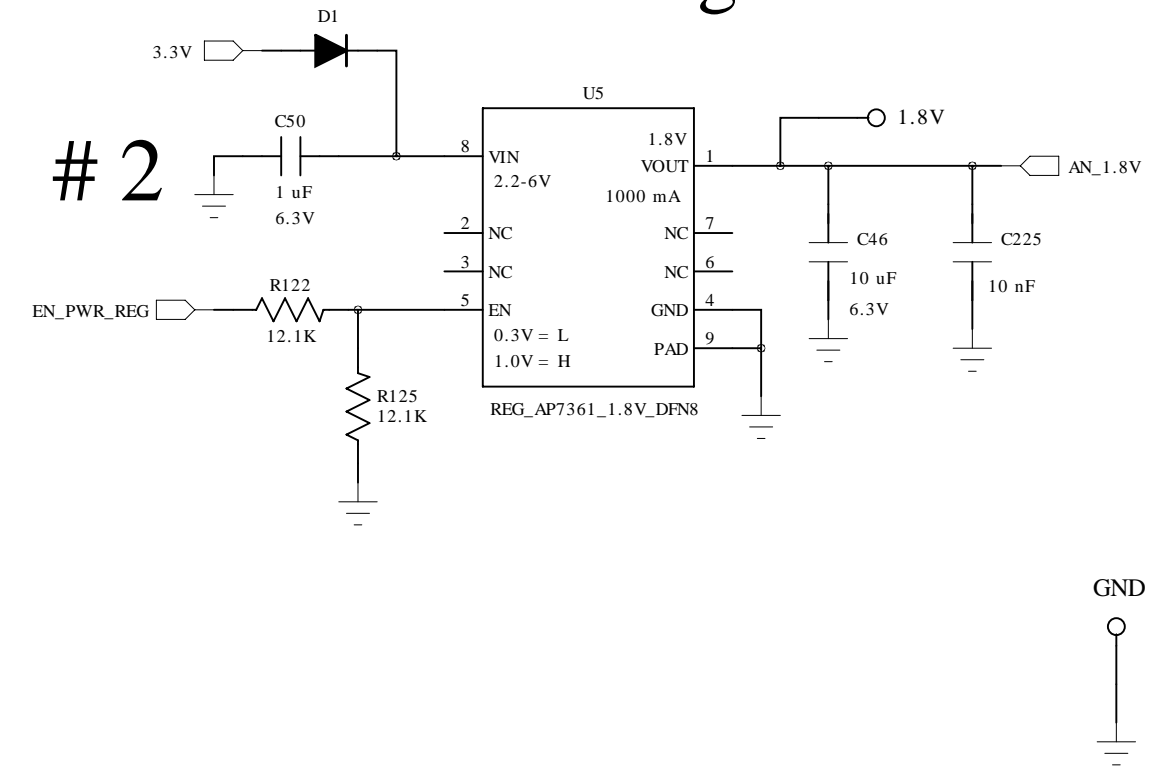 D1
3.3V
U5
C50
1.8V
1.8V
# 2
8
VIN
VOUT
1
AN_1.8V
2.2-6V
1 uF
1000 mA
6.3V
2
NC
NC
7
C46
C225
3
NC
NC
6
10 uF
10 nF
R122
EN_PWR_REG
5
EN
GND
4
6.3V
12.1K
0.3V = L
PAD
9
1.0V = H
R125
12.1K
REG_AP7361_1.8V_DFN8
GND